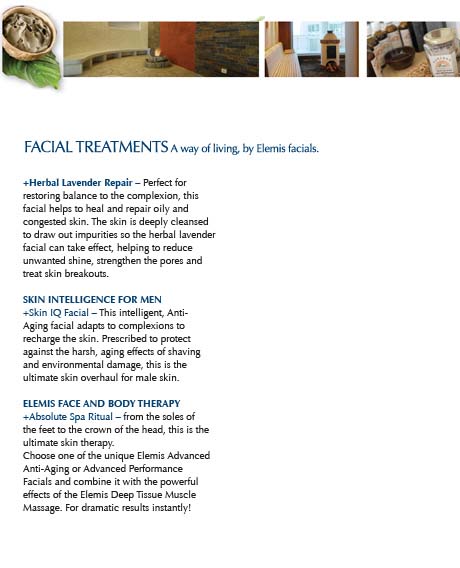 FACIAL TREATMENTS A way of living, by Elemis facials.
+Herbal Lavender Repair – Perfect for
restoring balance to the complexion, this
facial helps to heal and repair oily and
congested skin. The skin is deeply cleansed
to draw out impurities so the herbal lavender
facial can take effect, helping to reduce
unwanted shine, strengthen the pores and
treat skin breakouts.
SKIN INTELLIGENCE FOR MEN
+Skin IQ Facial – This intelligent, Anti-
Aging facial adapts to complexions to
recharge the skin. Prescribed to protect
against the harsh, aging effects of shaving
and environmental damage, this is the
ultimate skin overhaul for male skin.
ELEMIS FACE AND BODY THERAPY
+Absolute Spa Ritual – from the soles of
the feet to the crown of the head, this is the
ultimate skin therapy.
Choose one of the unique Elemis Advanced
Anti-Aging or Advanced Performance
Facials and combine it with the powerful
effects of the Elemis Deep Tissue Muscle
Massage. For dramatic results instantly!